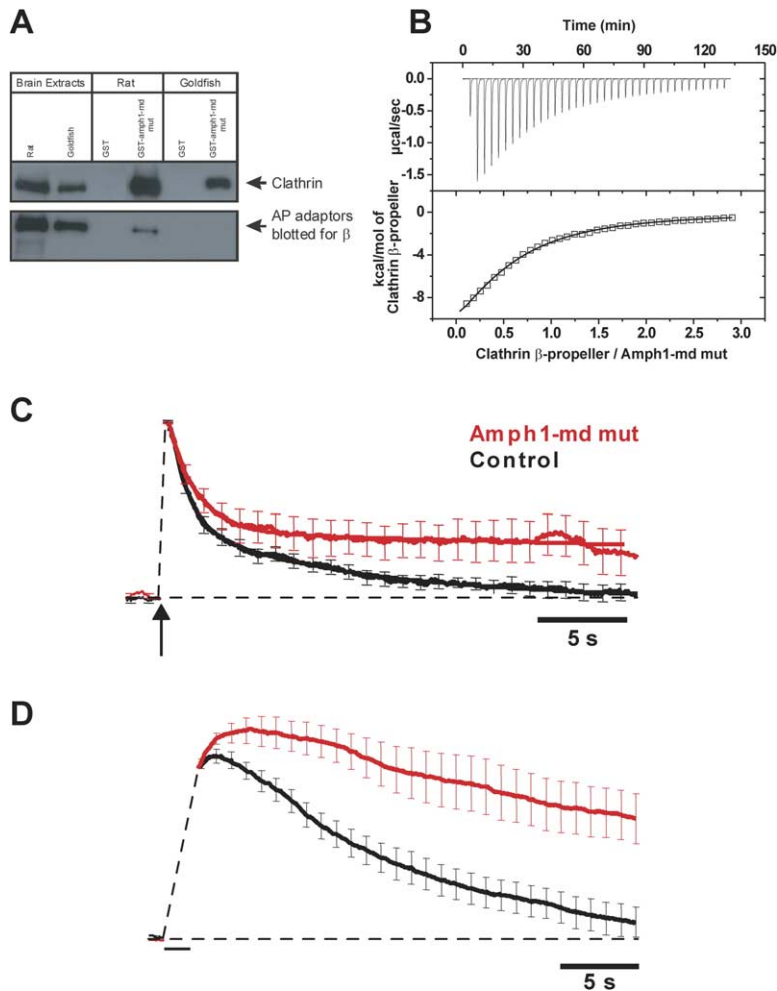 A
Brain Extracts Rat Goldfish
Rat Goldfish GST GST-amph1-md mut GST GST-amph1-md mut
Clathrin
AP adaptors
blotted for β
B
Time (min)
0 30 60 90 120 150
0.0
-0.5
-1.0
-1.5
µcal/sec
0
-4
-8
kcal/mol of
Clathrin β-propeller
0.0 0.5 1.0 1.5 2.0 2.5 3.0
Clathrin β-propeller / Amph1-md mut
C
Amph1-md mut
Control
5 s
D
5 s